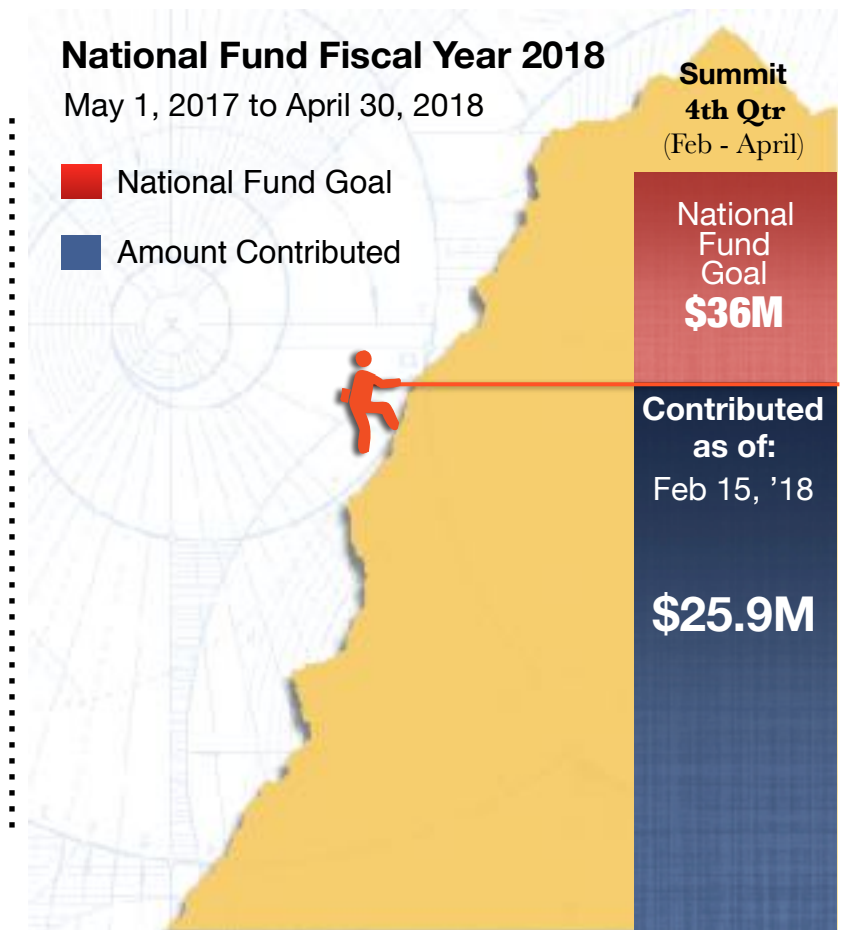 National Fund Fiscal Year 2018
May 1, 2017 to April 30, 2018
National Fund Goal
Amount Contributed
Summit
4th Qtr
(Feb - April)
National
Fund
Goal
$36M
Contributed
as of:
Feb 15, ’18
$25.9M